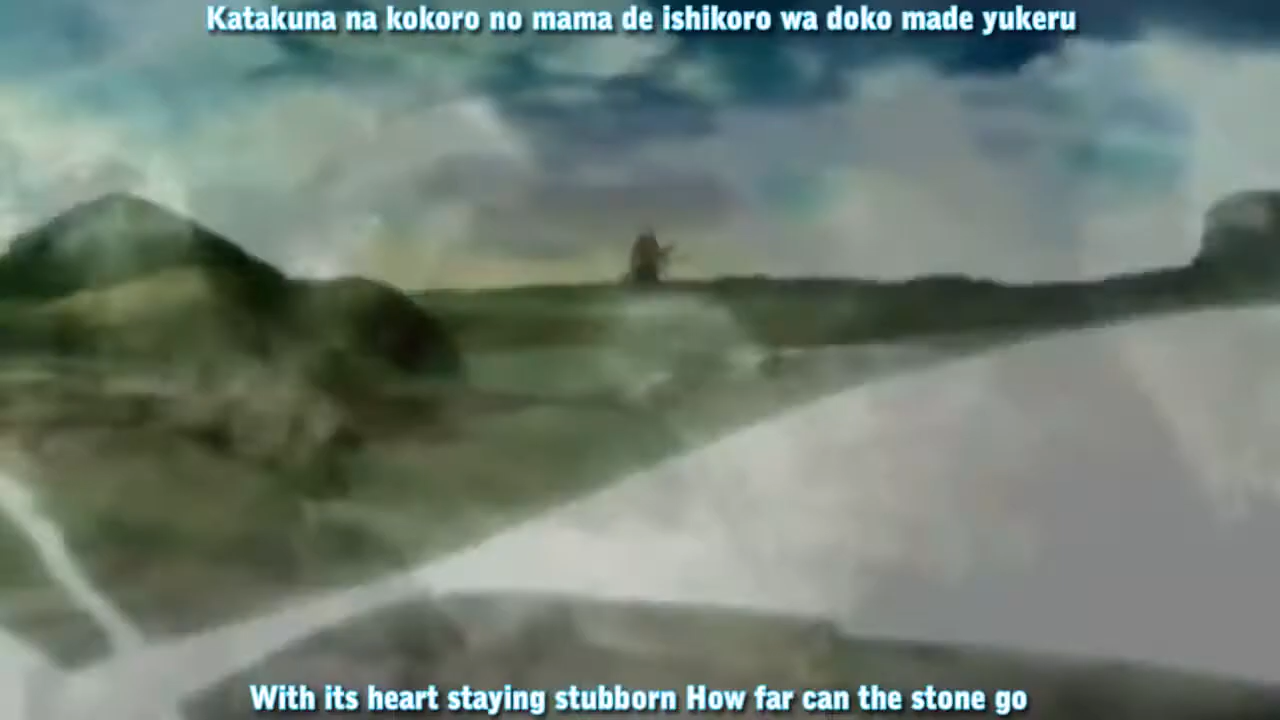 Katakuna na kokoro no mama de ishikoro wa doko made yukeru
With its heart staying stubborn How far can the stone go